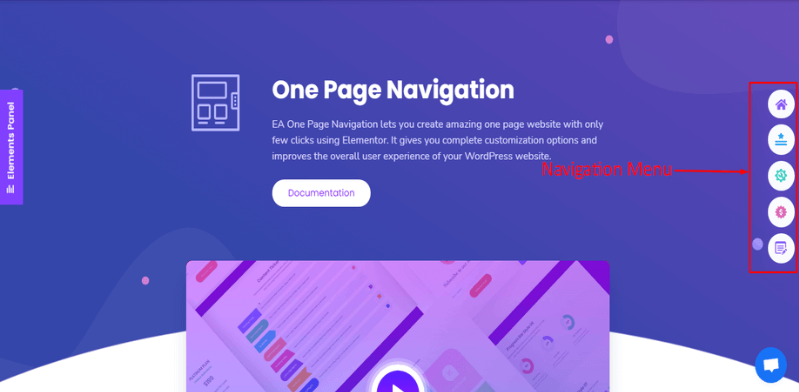 One Page Navigation
EA One Page Navigation lets you create amazing one page website with only
few clicks using Elementor. It gives you complete customization options and
improves the overall user experience of your WordPress website.
Navigation Menu
Documentation
Elements Panel